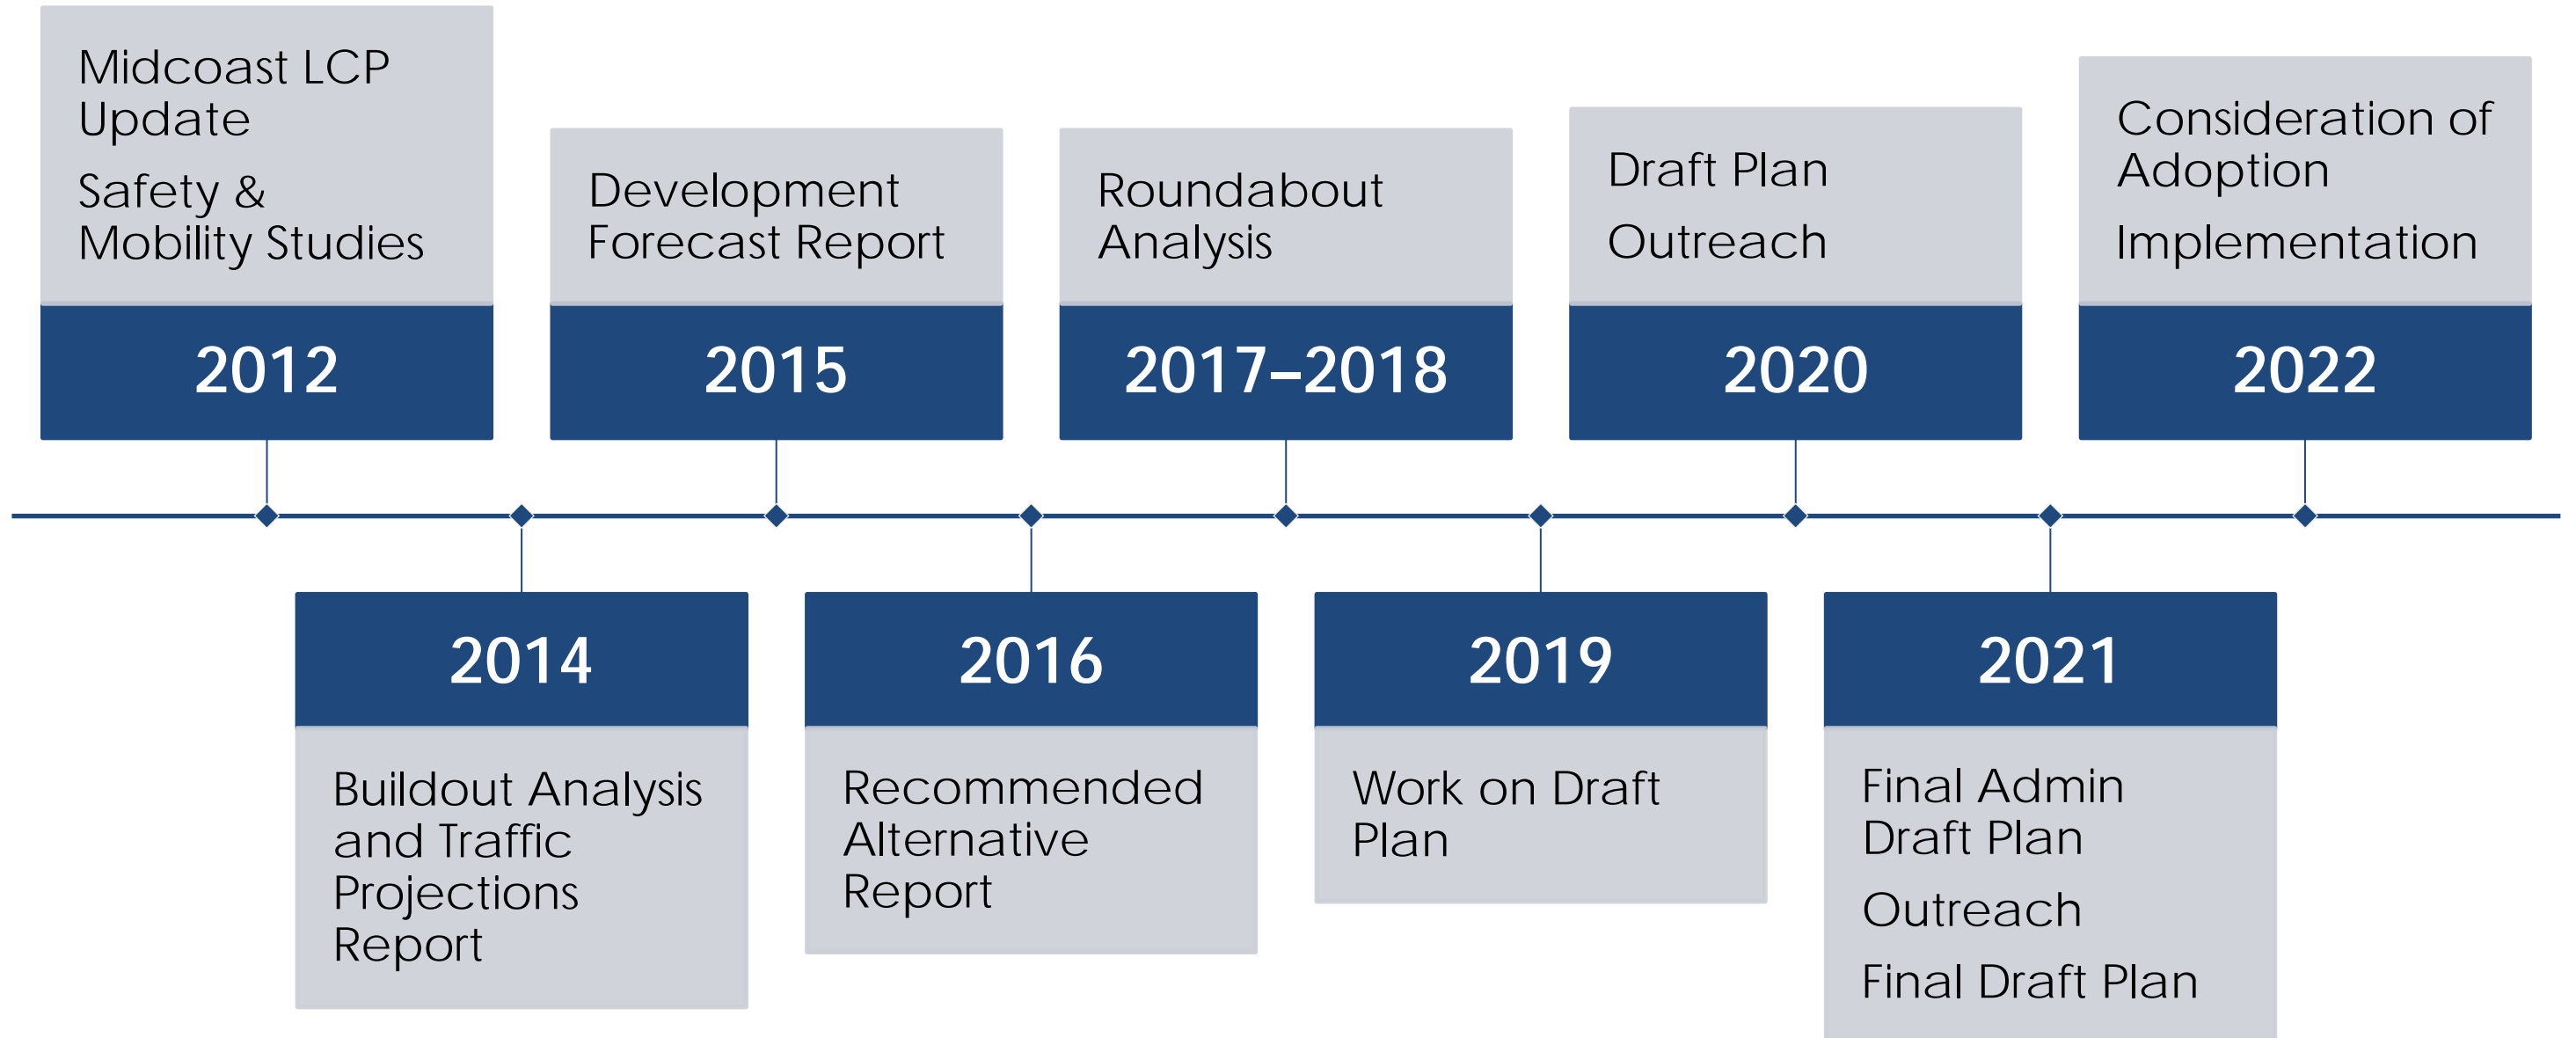 Midcoast LCP
Update
Safety &
Mobility Studies
2012
Buildout Analysis
and Traffic
Projections
Report
2014
Development
Forecast Report
2015
Recommended
Alternative
Report
2016
Roundabout
Analysis
2017–2018
Work on Draft
Plan
2019
Draft Plan
Outreach
2020
Final Admin
Draft Plan
Outreach
Final Draft Plan
2021
Consideration of
Adoption
Implementation
2022